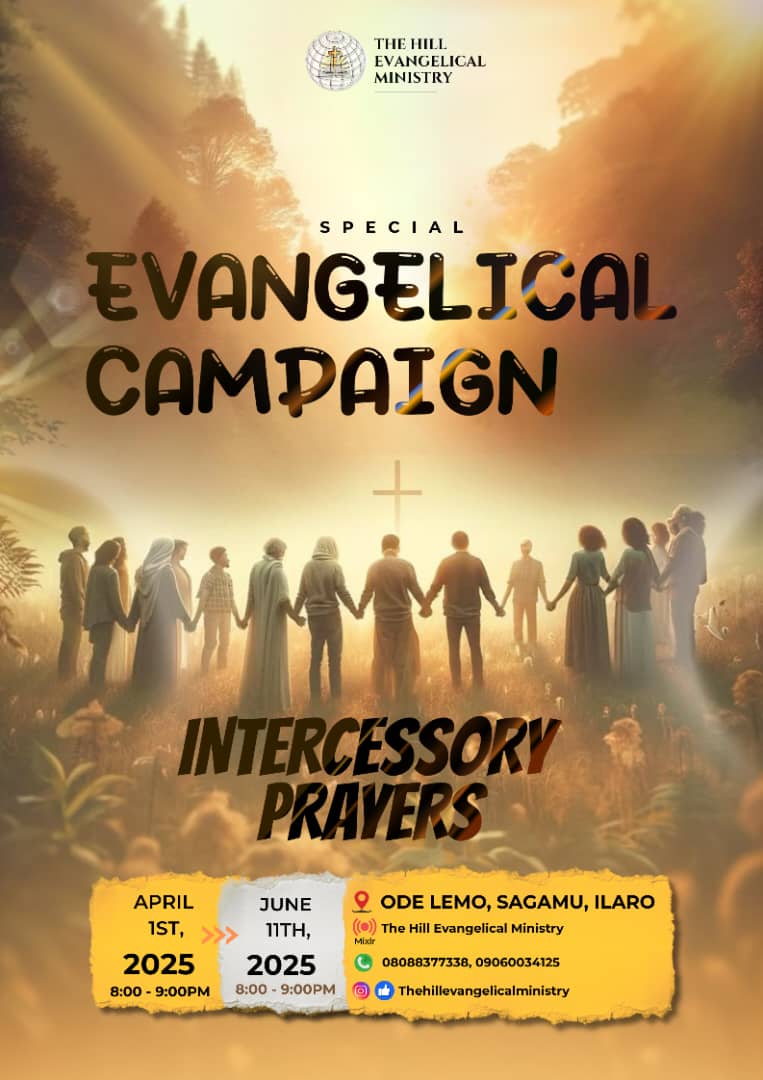 THE HILL
EVANGELICAL
MINISTRY
SPECIAL
EVANGELICAL
CAMPAIGN
INTERCESSORY
PRAYERS
APRIL
1ST,
2025
8:00 - 9:00PM
JUNE
11TH,
2025
8:00 - 9:00PM
ODE LEMO, SAGAMU, ILARO
Mixlr
The Hill Evangelical Ministry
08088377338, 09060034125
Thehillevangelicalministry